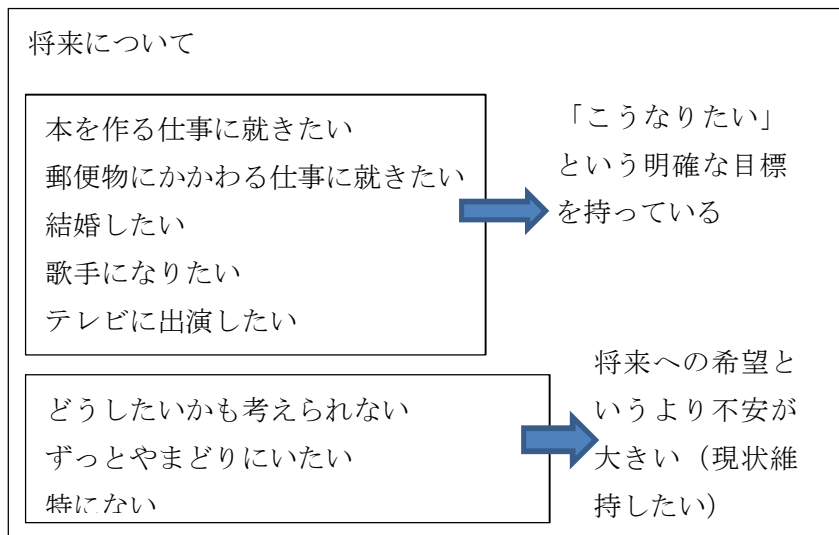 将来について
本を作る仕事に就きたい
郵便物にかかわる仕事に就きたい
結婚したい
歌手になりたい
テレビに出演したい
「こうなりたい」
という明確な目標
を持っている
どうしたいかも考えられない
ずっとやまどりにいたい
特にない
将来への希望と
いうより不安が
大きい（現状維
持したい）